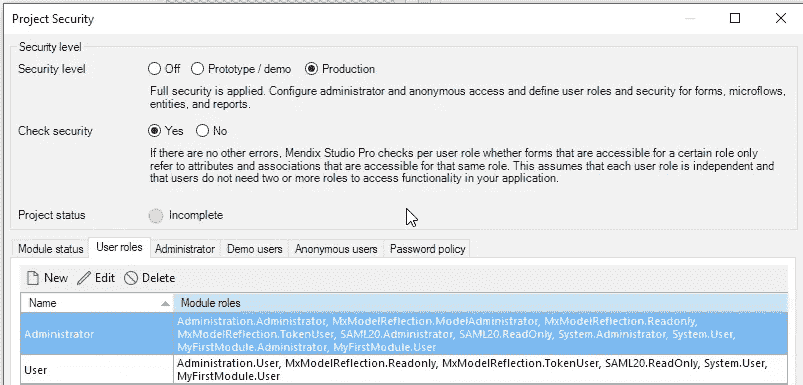 Project Security
Security level
Security level Off Prototype / demo Production
Full security is applied. Configure administrator and anonymous access and define user roles and security for forms, microflows,
entities, and reports.
Check security Yes No
If there are no other errors, Mendix Studio Pro checks per user role whether forms that are accessible for a certain role only
refer to attributes and associations that are accessible for that same role. This assumes that each user role is independent and
that users do not need two or more roles to access functionality in your application.
Project status Incomplete
Module status User roles Administrator Demo users Anonymous users Password policy
New Edit Delete
Name Module roles
Administrator Administration.Administrator, MxModelReflection.ModelAdministrator, MxModelReflection.Readonly,
MxModelReflection.TokenUser, SAML20.Administrator, SAML20.ReadOnly, System.Administrator, System.User,
MyFirstModule.User
User Administration.User, MxModelReflection.Readonly, MxModelReflection.TokenUser, SAML20.ReadOnly, System.User,
MyFirstModule.User